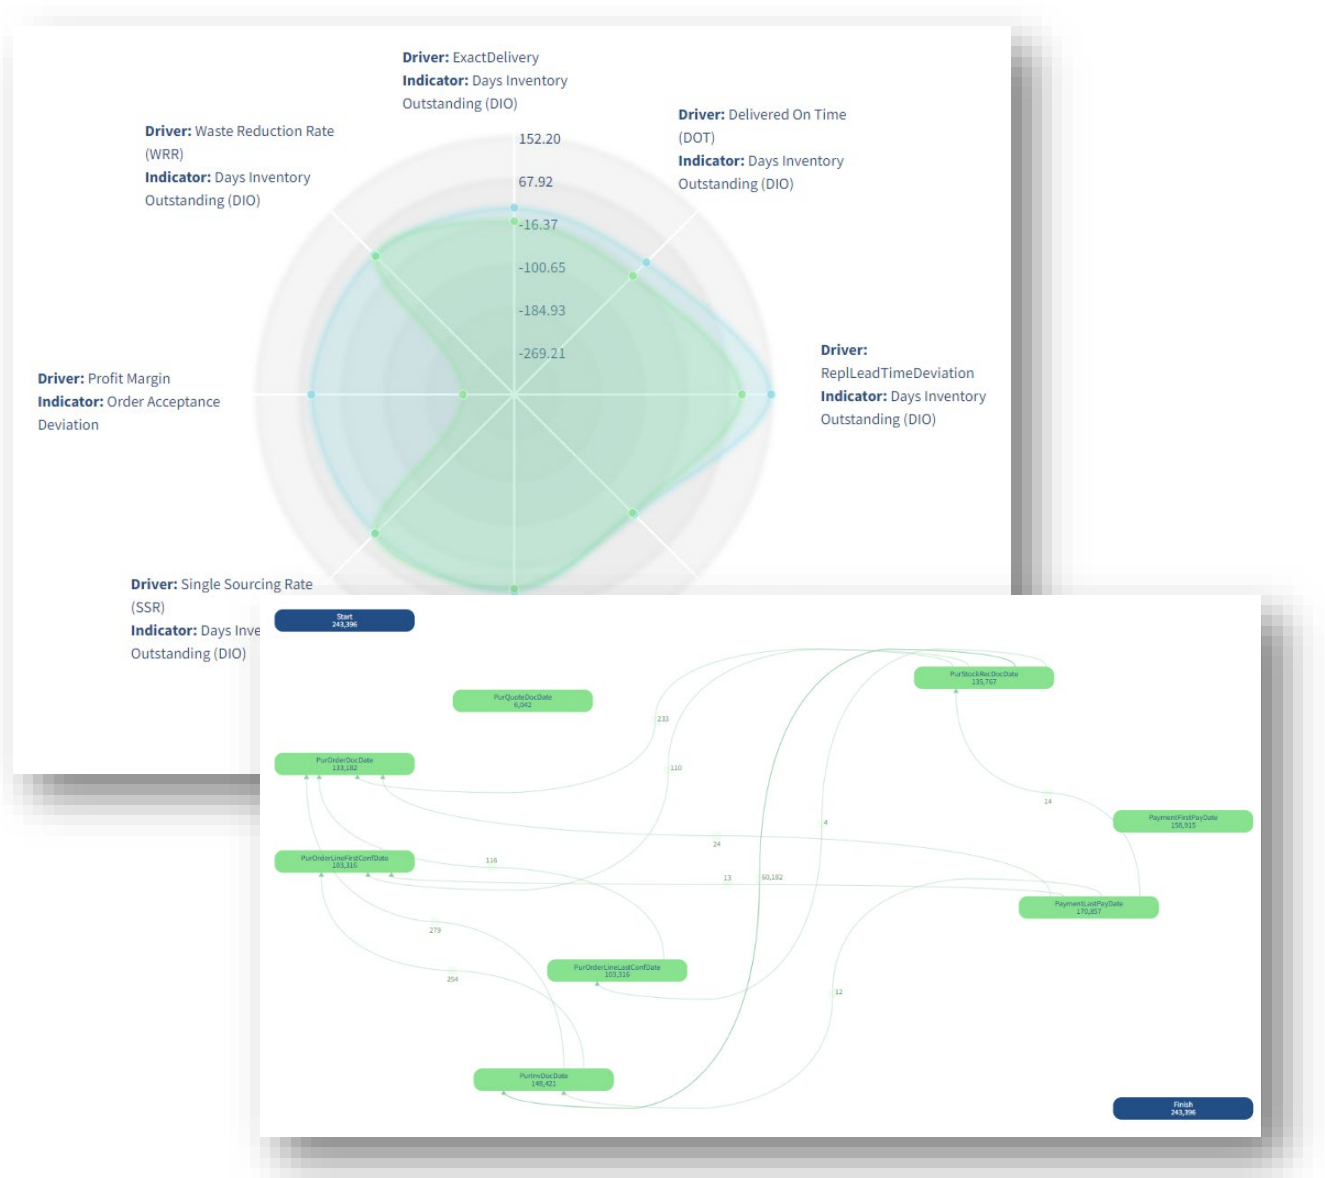 Driver: ExactDelivery
Indicator: Days Inventory
Outstanding (DIO)
Driver: Delivered On Time
(DOT)
Indicator: Days Inventory
Outstanding (DIO)
Driver: Waste Reduction Rate
(WRR)
Indicator: Days Inventory
Outstanding (DIO)
152.20
67.92
-16.37
-100.65
-184.93
-269.21
Driver:
ReplLeadTimeDeviation
Indicator: Days Inventory
Outstanding (DIO)
Driver: Profit Margin
Indicator: Order Acceptance
Deviation
Driver: Single Sourcing Rate
(SSR)
Indicator: Days Inve
Outstanding (DIO)
Start
243,396
PurStockRecDocDate
135,767
PurQuoteDocDate
6,042
233
PurOrderDocDate
133,182
110
14
PaymentFirstPayDate
158,915
4
24
PurOrderLineFirstConfDate
103,316
116
13
60,182
PaymentLastPayDate
170,857
279
PurOrderLineLastConfDate
103,316
254
12
PurInvDocDate
148,421
Finish
243,396